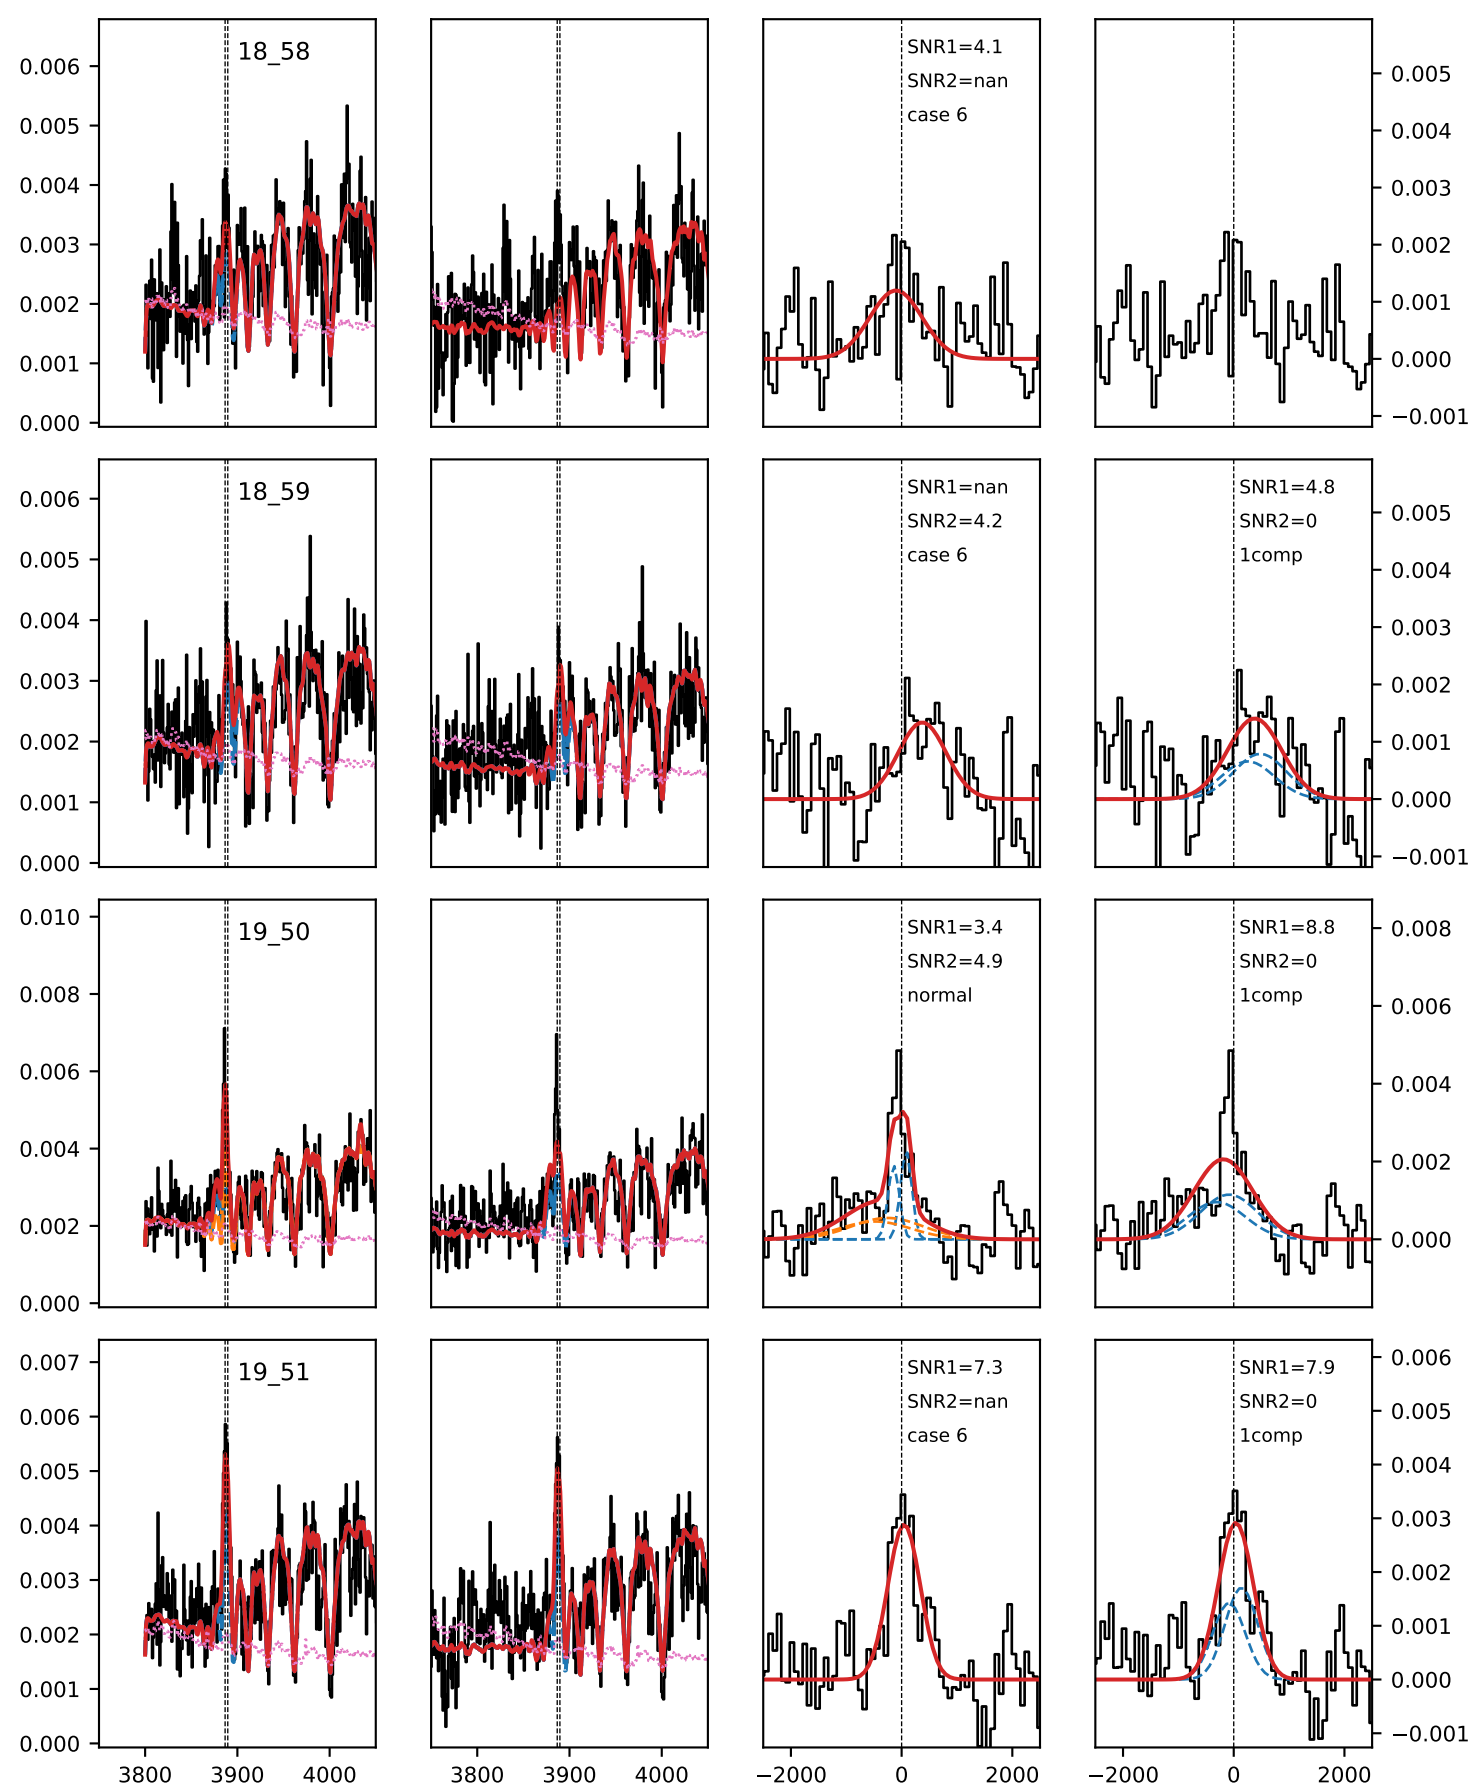 18_58
SNR1=4.1
SNR2=nan
case 6
0.006
0.005
0.004
0.003
0.002
0.001
0.000
0.005
0.004
0.003
0.002
0.001
0.000
−0.001
18_59
SNR1=nan
SNR2=4.2
case 6
SNR1=4.8
SNR2=0
1comp
0.006
0.005
0.004
0.003
0.002
0.001
0.000
0.005
0.004
0.003
0.002
0.001
0.000
−0.001
19_50
SNR1=3.4
SNR2=4.9
normal
SNR1=8.8
SNR2=0
1comp
0.010
0.008
0.006
0.004
0.002
0.000
0.008
0.006
0.004
0.002
0.000
19_51
SNR1=7.3
SNR2=nan
case 6
SNR1=7.9
SNR2=0
1comp
0.007
0.006
0.005
0.004
0.003
0.002
0.001
0.000
0.006
0.005
0.004
0.003
0.002
0.001
0.000
−0.001
3800 3900 4000
3800 3900 4000
−2000 0 2000
−2000 0 2000